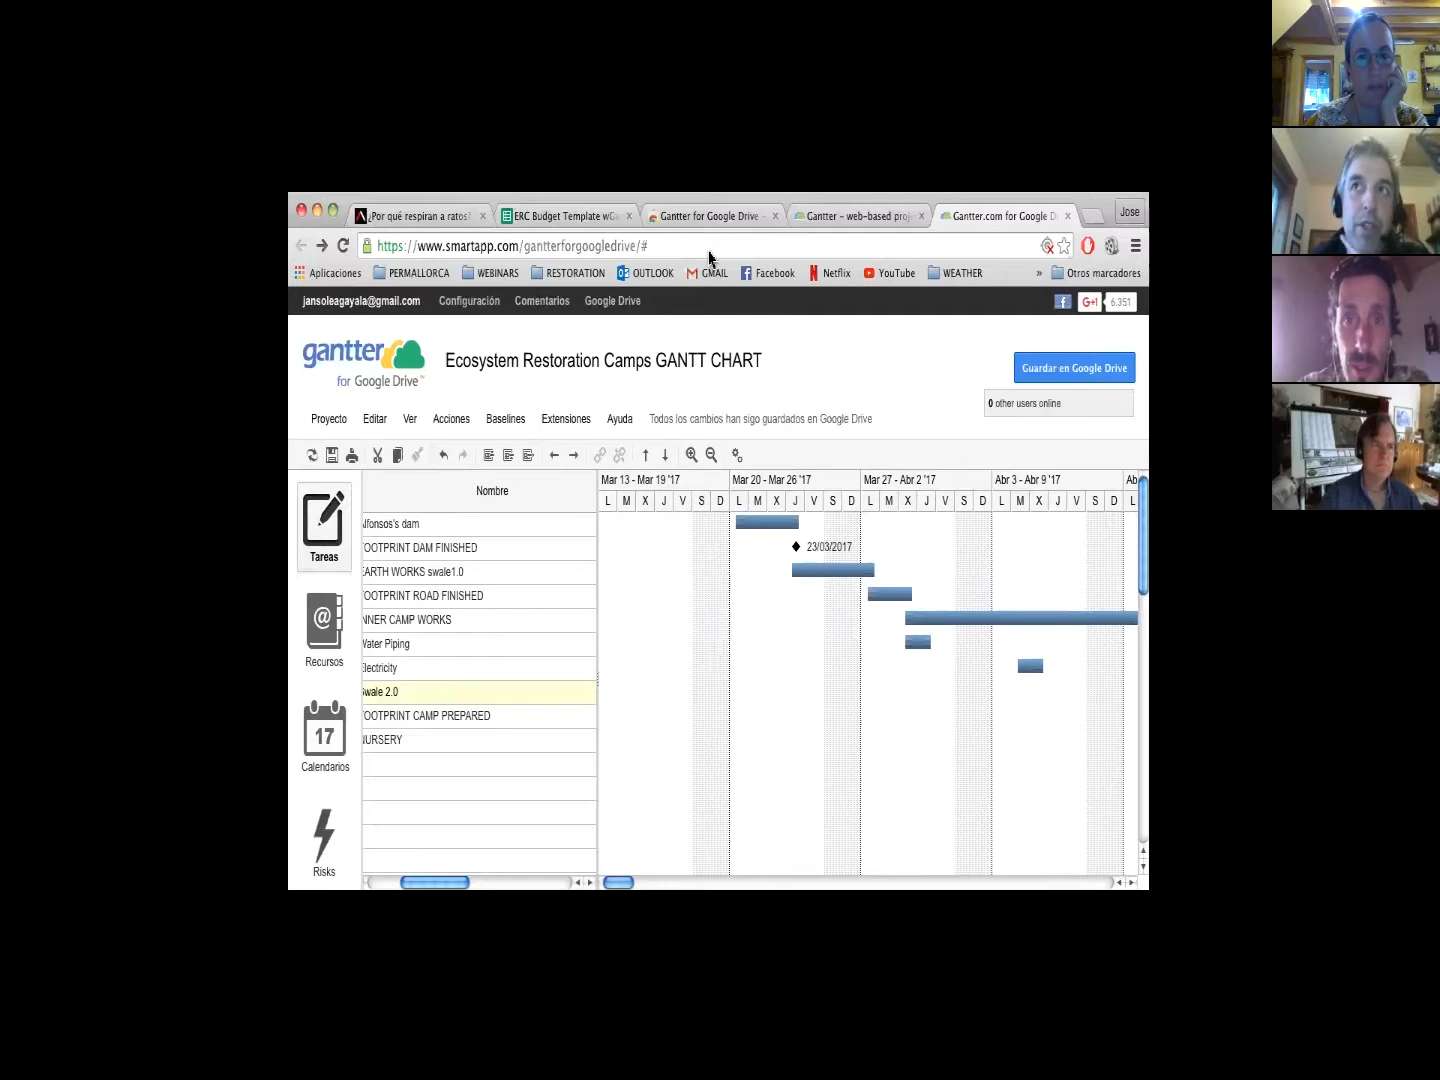 ¿Por qué respiran a ratos?
ERC Budget Template wGa
Gantter for Google Drive -
Gantter - web-based proj
Gantter.com for Google D
Jose
https://www.smartapp.com/gantterforgoogledrive/#
Aplicaciones PERMALLORCA WEBINARS RESTORATION OUTLOOK GMAIL Facebook Netflix YouTube WEATHER » Otros marcadores
jansoleagayala@gmail.com Configuración Comentarios Google Drive
G+1 6.351
gantter
for Google Drive™
Ecosystem Restoration Camps GANTT CHART
Guardar en Google Drive
0 other users online
Proyecto Editar Ver Acciones Baselines Extensiones Ayuda Todos los cambios han sigo guardados en Google Drive
Tareas
@
Recursos
17
Calendarios
Risks
Nombre
Mar 13 - Mar 19 '17 Mar 20 - Mar 26 '17 Mar 27 - Abr 2 '17 Abr 3 - Abr 9 '17 Ab
L M X J V S D L M X J V S D L M X J V S D L M X J V S D L
lfonsos's dam
OOTPRINT DAM FINISHED
23/03/2017
EARTH WORKS swale1.0
OOTPRINT ROAD FINISHED
NNER CAMP WORKS
Water Piping
Electricity
Swale 2.0
OOTPRINT CAMP PREPARED
NURSERY